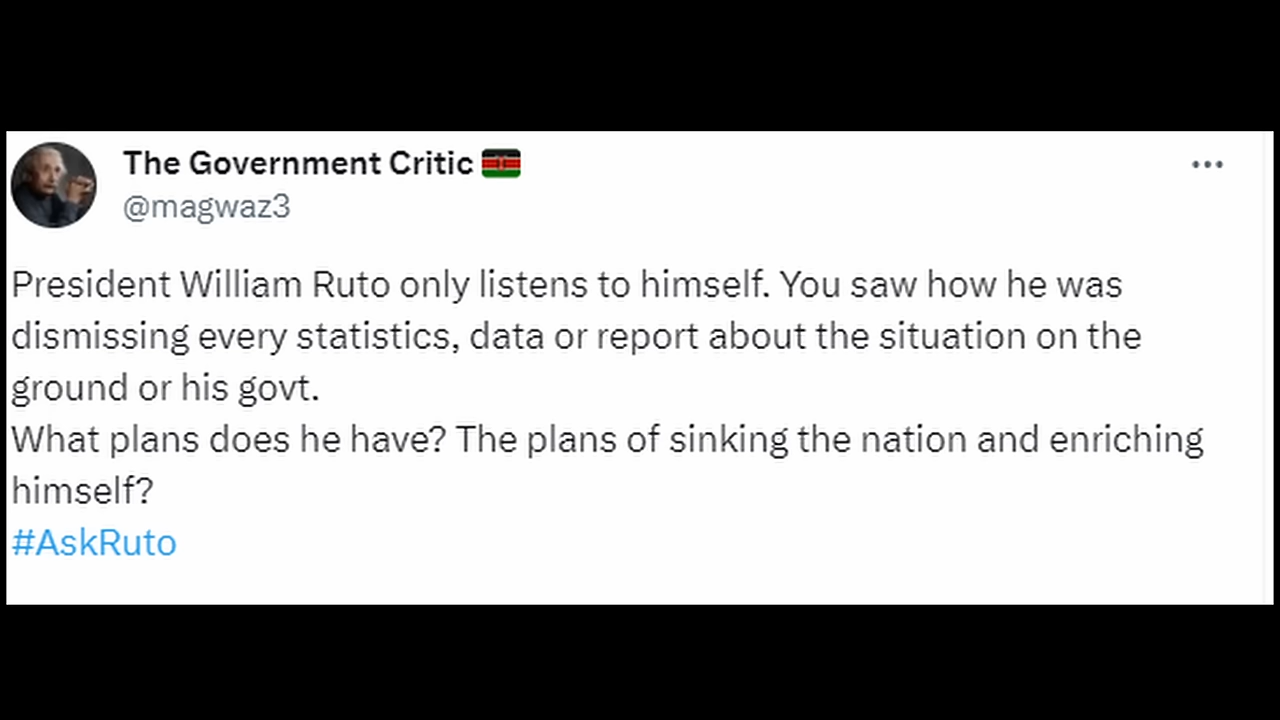 The Government Critic 🇰🇪
@magwaz3
President William Ruto only listens to himself. You saw how he was
dismissing every statistics, data or report about the situation on the
ground or his govt.
What plans does he have? The plans of sinking the nation and enriching
himself?
#AskRuto